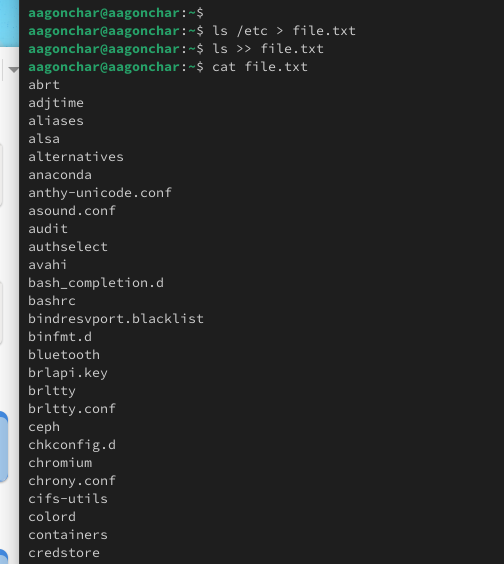 aagonchar@aagonchar:~$
aagonchar@aagonchar:~$ ls /etc > file.txt
aagonchar@aagonchar:~$ ls >> file.txt
aagonchar@aagonchar:~$ cat file.txt
abrt
adjtime
aliases
alsa
alternatives
anaconda
anthy-unicode.conf
asound.conf
audit
authselect
avahi
bash_completion.d
bashrc
bindresvport.blacklist
binfmt.d
bluetooth
brlapi.key
brltty
brltty.conf
ceph
chkconfig.d
chromium
chrony.conf
cifs-utils
colord
containers
credstore